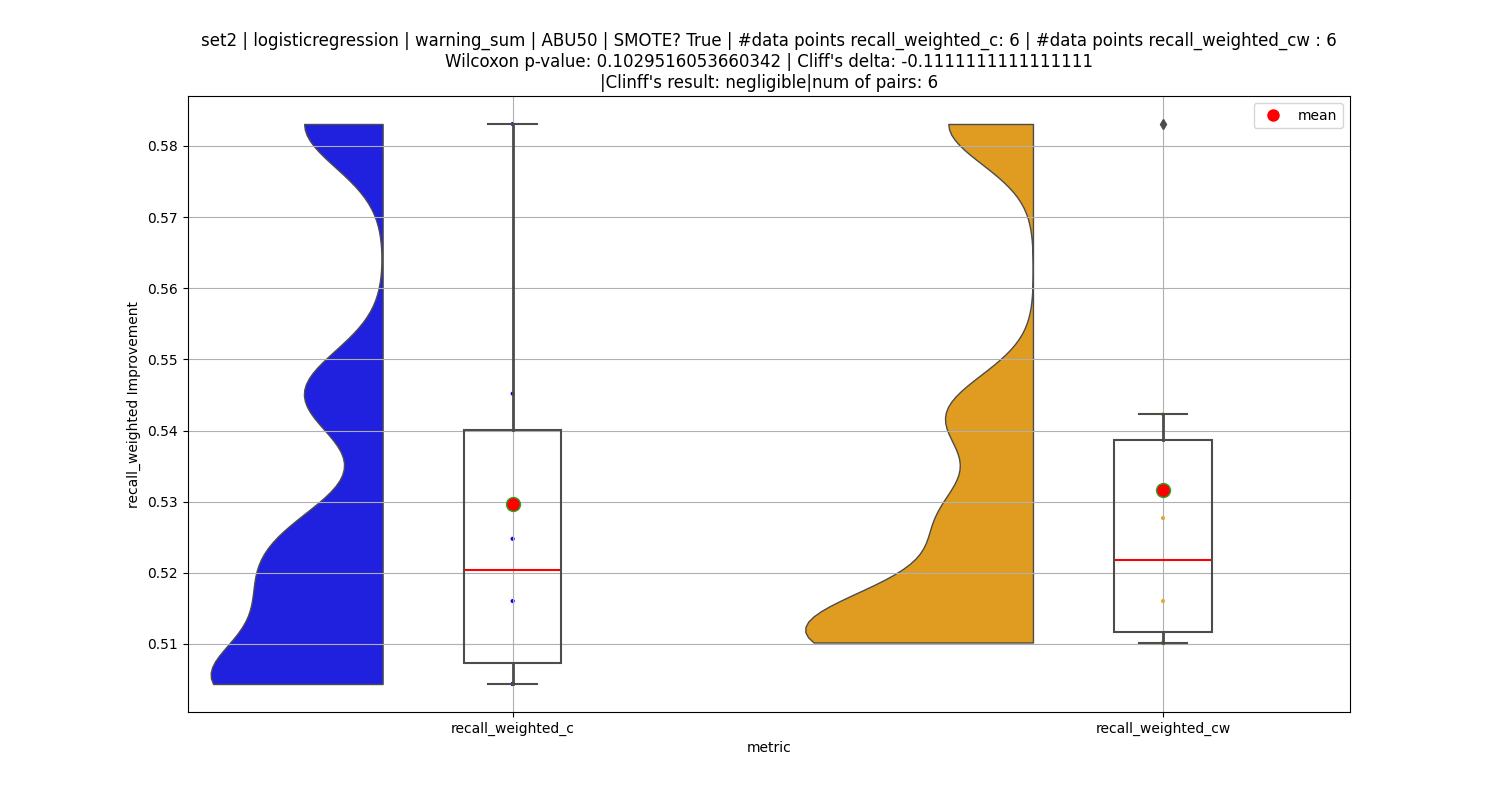 set2 | logisticregression | warning_sum | ABU50 | SMOTE? True | #data points recall_weighted_c: 6 | #data points recall_weighted_cw : 6
Wilcoxon p-value: 0.1029516053660342 | Cliff's delta: -0.1111111111111111
|Clinff's result: negligible|num of pairs: 6
mean
0.58
0.57
0.56
0.55
0.54
0.53
0.52
0.51
recall_weighted Improvement
recall_weighted_c
recall_weighted_cw
metric